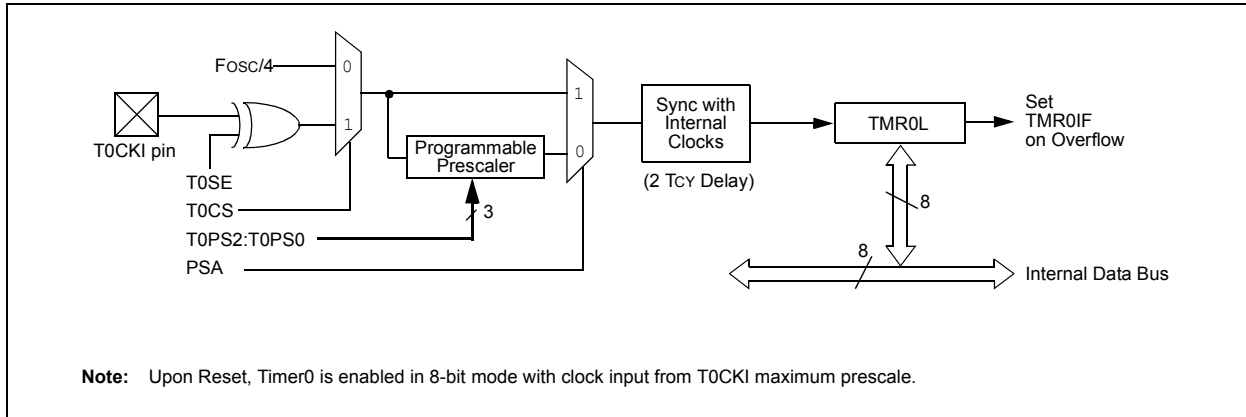 Fosc/4
0
1
T0CKI pin
T0SE
T0CS
T0PS2:T0PS0
PSA
Programmable
Prescaler
3
1
0
Sync with
Internal
Clocks
(2 TCY Delay)
TMR0L
Set
TMR0IF
on Overflow
8
8
Internal Data Bus
Note: Upon Reset, Timer0 is enabled in 8-bit mode with clock input from T0CKI maximum prescale.